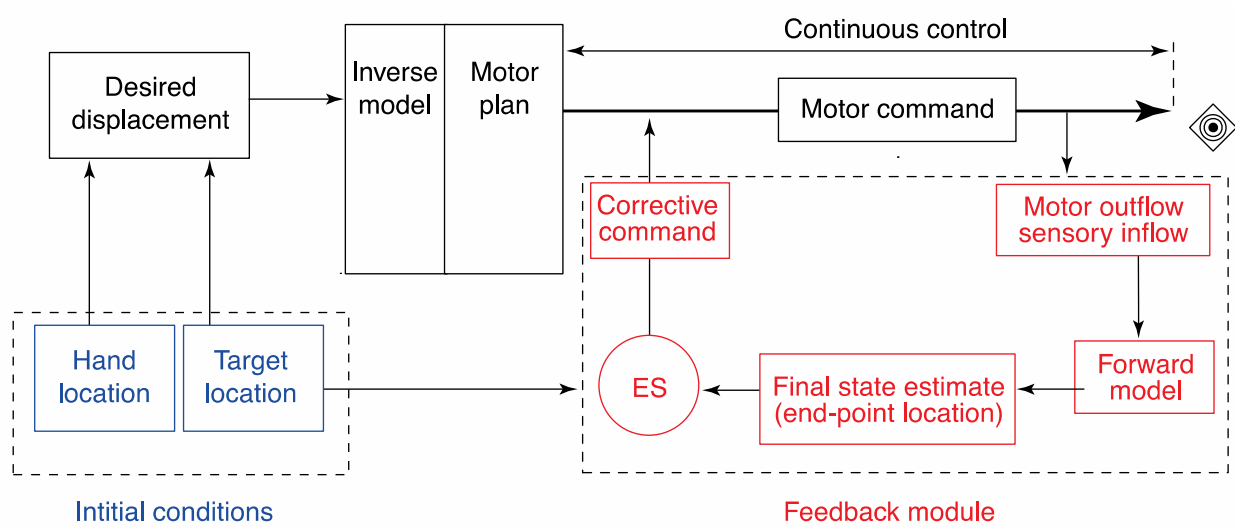 Continuous control
Desired
displacement
Inverse
model
Motor
plan
Motor command
Corrective
command
Motor outflow
sensory inflow
Hand
location
Target
location
ES
Final state estimate
(end-point location)
Forward
model
Intitial conditions
Feedback module